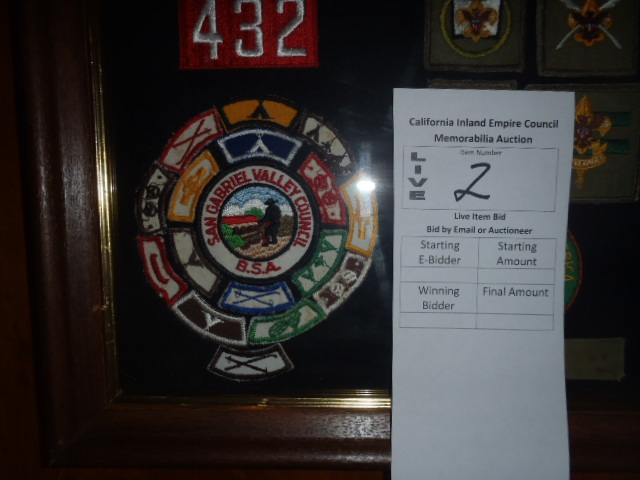 432
SAN GABRIEL VALLEY COUNCIL
B.S.A.
California Inland Empire Council
Memorabilia Auction
Item Number
LIVE
2
Live Item Bid
Bid by Email or Auctioneer
Starting E-Bidder
Starting Amount
Winning Bidder
Final Amount